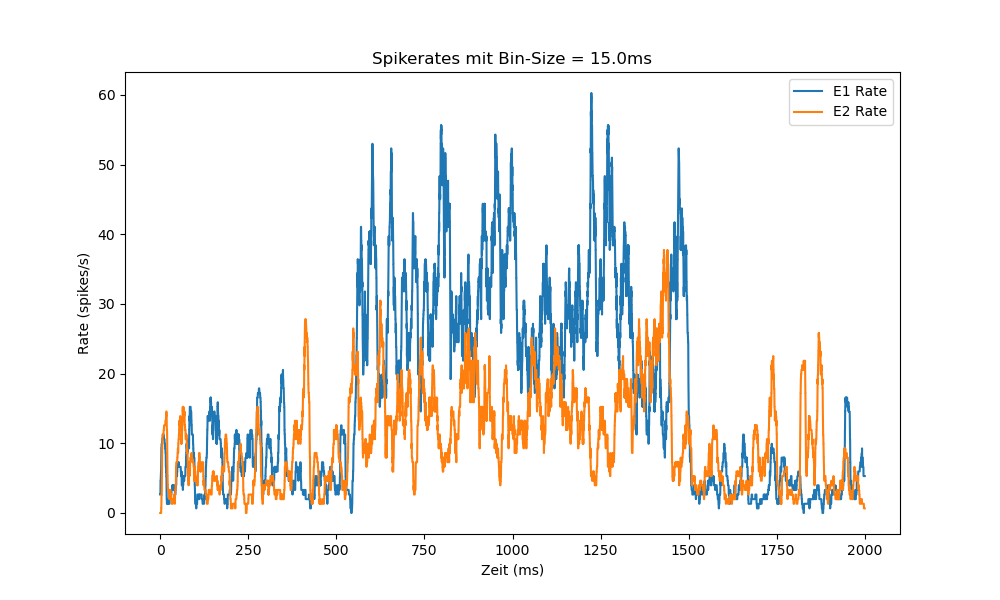 Spikerates mit Bin-Size = 15.0ms
E1 Rate
E2 Rate
60
50
40
30
20
10
0
Rate (spikes/s)
0 250 500 750 1000 1250 1500 1750 2000
Zeit (ms)